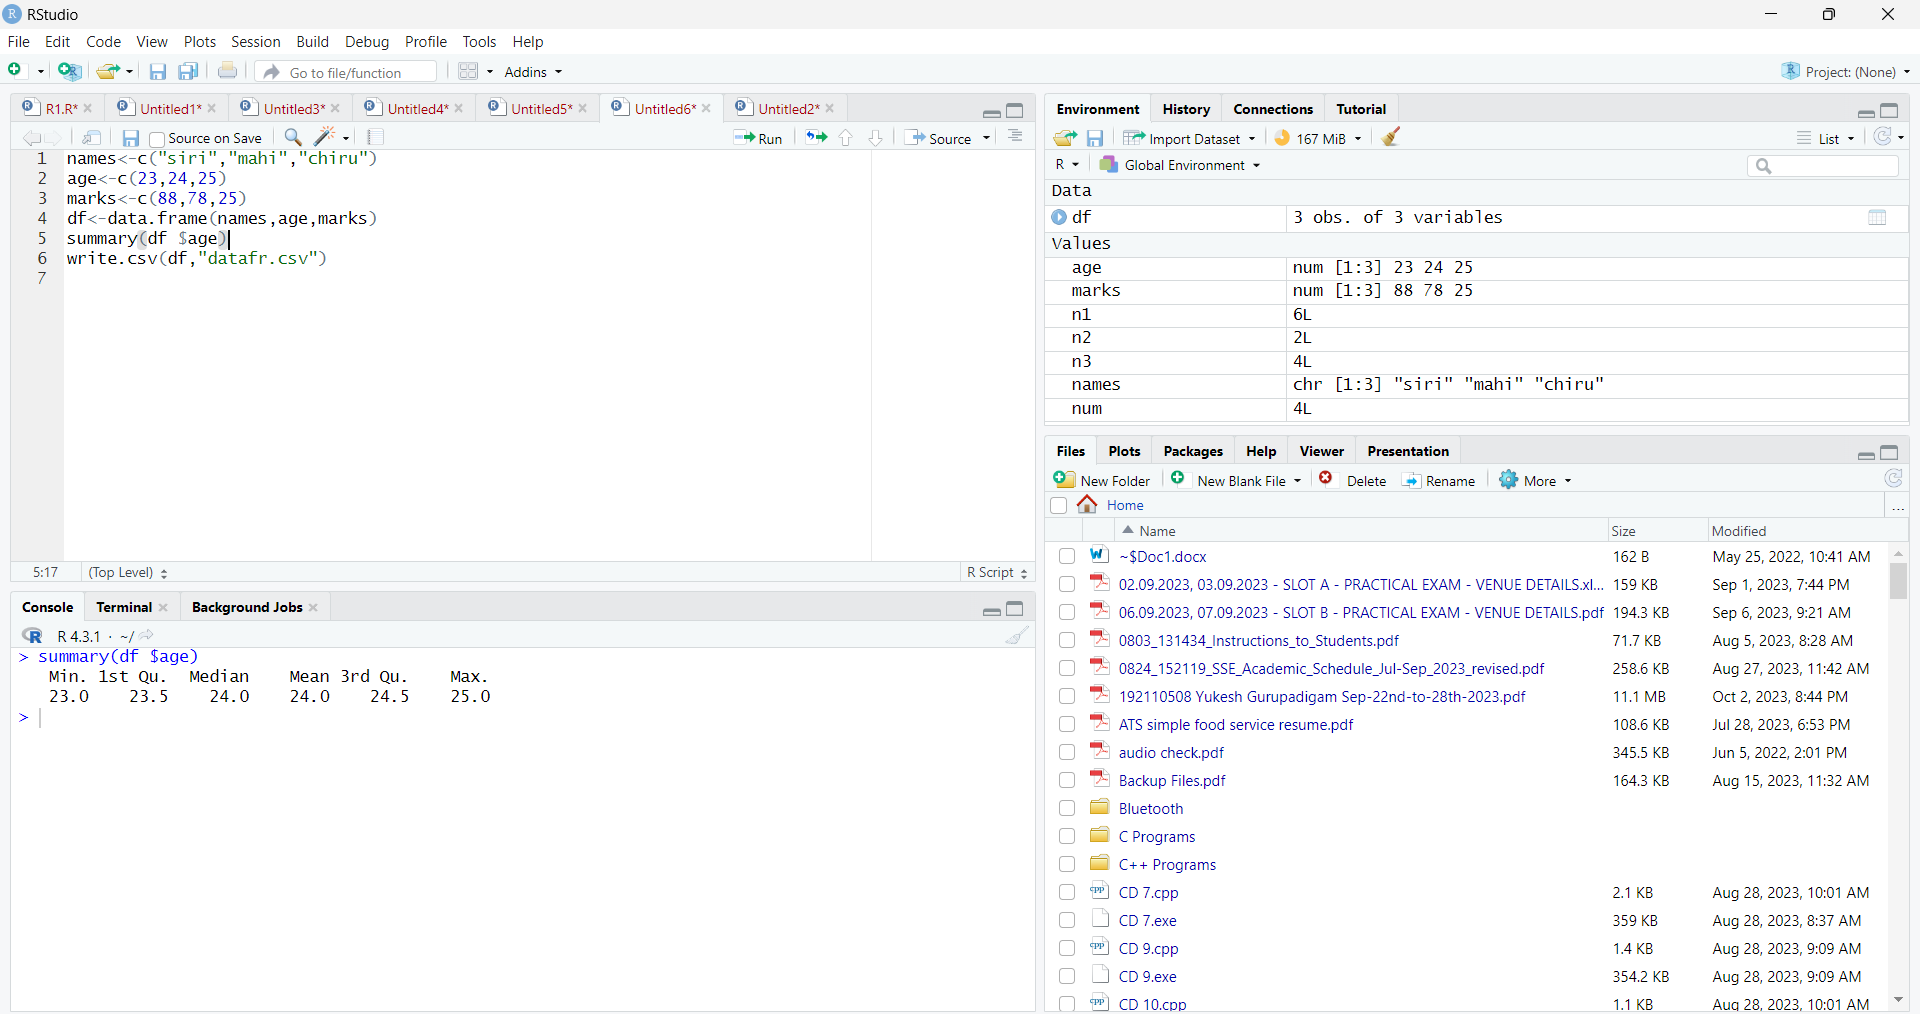 RStudio
File Edit Code View Plots Session Build Debug Profile Tools Help
Go to file/function Addins Project: (None)
R1.R* Untitled1* Untitled3* Untitled4* Untitled5* Untitled6* Untitled2*
Source on Save Run Source
1 names<-c("siri","mahi","chiru")
2 age<-c(23,24,25)
3 marks<-c(88,78,25)
4 df<-data.frame(names,age,marks)
5 summary(df $age)
6 write.csv(df,"datafr.csv")
7
5:17 (Top Level) R Script
Console Terminal Background Jobs
R 4.3.1 · ~/
> summary(df $age)
Min. 1st Qu. Median Mean 3rd Qu. Max.
23.0 23.5 24.0 24.0 24.5 25.0
>
Environment History Connections Tutorial
Import Dataset 167 MiB List
R Global Environment
Data
df 3 obs. of 3 variables
Values
age num [1:3] 23 24 25
marks num [1:3] 88 78 25
n1 6L
n2 2L
n3 4L
names chr [1:3] "siri" "mahi" "chiru"
num 4L
Files Plots Packages Help Viewer Presentation
New Folder New Blank File Delete Rename More
Home ...
Name Size Modified
~$Doc1.docx 162 B May 25, 2022, 10:41 AM
02.09.2023, 03.09.2023 - SLOT A - PRACTICAL EXAM - VENUE DETAILS.xl... 159 KB Sep 1, 2023, 7:44 PM
06.09.2023, 07.09.2023 - SLOT B - PRACTICAL EXAM - VENUE DETAILS.pdf 194.3 KB Sep 6, 2023, 9:21 AM
0803_131434_Instructions_to_Students.pdf 71.7 KB Aug 5, 2023, 8:28 AM
0824_152119_SSE_Academic_Schedule_Jul-Sep_2023_revised.pdf 258.6 KB Aug 27, 2023, 11:42 AM
192110508 Yukesh Gurupadigam Sep-22nd-to-28th-2023.pdf 11.1 MB Oct 2, 2023, 8:44 PM
ATS simple food service resume.pdf 108.6 KB Jul 28, 2023, 6:53 PM
audio check.pdf 345.5 KB Jun 5, 2022, 2:01 PM
Backup Files.pdf 164.3 KB Aug 15, 2023, 11:32 AM
Bluetooth
C Programs
C++ Programs
CD 7.cpp 2.1 KB Aug 28, 2023, 10:01 AM
CD 7.exe 359 KB Aug 28, 2023, 8:37 AM
CD 9.cpp 1.4 KB Aug 28, 2023, 9:09 AM
CD 9.exe 354.2 KB Aug 28, 2023, 9:09 AM
CD 10.cpp 1.1 KB Aug 28, 2023, 10:01 AM